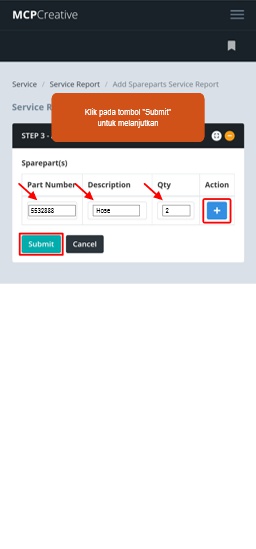 MCPCreative
Service / Service Report / Add Spareparts Service Report
Service R
Klik pada tombol "Submit"
untuk melanjutkan
STEP 3 -
Sparepart(s)
Part Number Description Qty Action
5532888 Hose 2 +
Submit Cancel